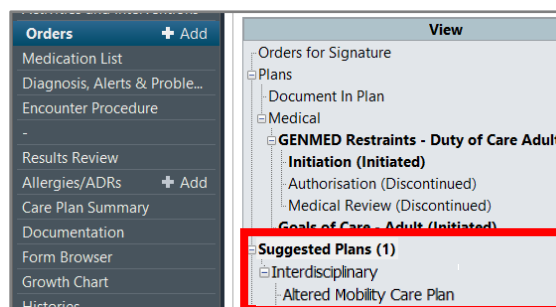 Orders + Add
Medication List
Diagnosis, Alerts & Proble...
Encounter Procedure
-
Results Review
Allergies/ADRs + Add
Care Plan Summary
Documentation
Form Browser
Growth Chart
Histories
View
Orders for Signature
Plans
Document In Plan
Medical
GENMED Restraints - Duty of Care Adult
Initiation (Initiated)
Authorisation (Discontinued)
Medical Review (Discontinued)
Goals of Care - Adult (Initiated)
Suggested Plans (1)
Interdisciplinary
Altered Mobility Care Plan